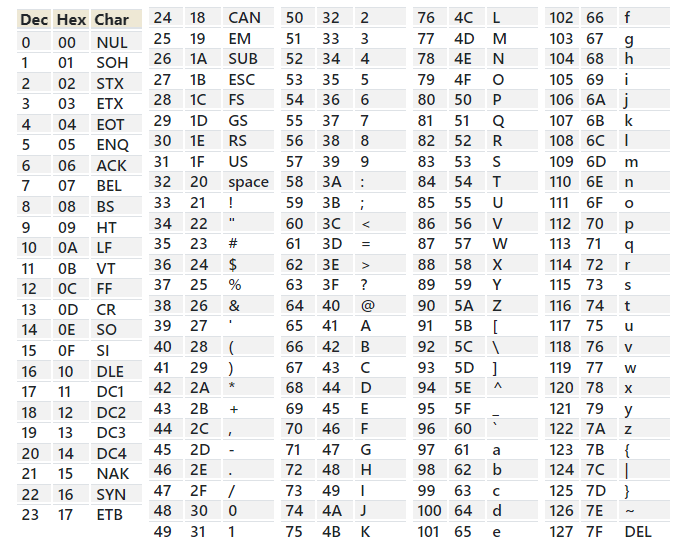 Dec Hex Char
0 00 NUL
1 01 SOH
2 02 STX
3 03 ETX
4 04 EOT
5 05 ENQ
6 06 ACK
7 07 BEL
8 08 BS
9 09 HT
10 0A LF
11 0B VT
12 0C FF
13 0D CR
14 0E SO
15 0F SI
16 10 DLE
17 11 DC1
18 12 DC2
19 13 DC3
20 14 DC4
21 15 NAK
22 16 SYN
23 17 ETB
24 18 CAN
25 19 EM
26 1A SUB
27 1B ESC
28 1C FS
29 1D GS
30 1E RS
31 1F US
32 20 space
33 21 !
34 22 "
35 23 #
36 24 $
37 25 %
38 26 &
39 27 '
40 28 (
41 29 )
42 2A *
43 2B +
44 2C ,
45 2D -
46 2E .
47 2F /
48 30 0
49 31 1
50 32 2
51 33 3
52 34 4
53 35 5
54 36 6
55 37 7
56 38 8
57 39 9
58 3A :
59 3B ;
60 3C <
61 3D =
62 3E >
63 3F ?
64 40 @
65 41 A
66 42 B
67 43 C
68 44 D
69 45 E
70 46 F
71 47 G
72 48 H
73 49 I
74 4A J
75 4B K
76 4C L
77 4D M
78 4E N
79 4F O
80 50 P
81 51 Q
82 52 R
83 53 S
84 54 T
85 55 U
86 56 V
87 57 W
88 58 X
89 59 Y
90 5A Z
91 5B [
92 5C \
93 5D ]
94 5E ^
95 5F _
96 60 `
97 61 a
98 62 b
99 63 c
100 64 d
101 65 e
102 66 f
103 67 g
104 68 h
105 69 i
106 6A j
107 6B k
108 6C l
109 6D m
110 6E n
111 6F o
112 70 p
113 71 q
114 72 r
115 73 s
116 74 t
117 75 u
118 76 v
119 77 w
120 78 x
121 79 y
122 7A z
123 7B {
124 7C |
125 7D }
126 7E ~
127 7F DEL